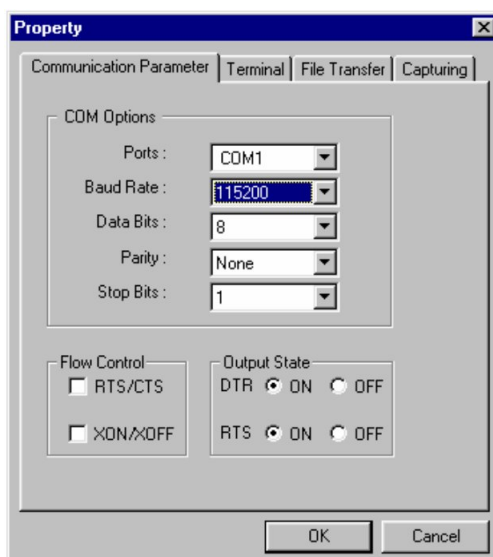 Property
Communication Parameter Terminal File Transfer Capturing
COM Options
Ports : COM1
Baud Rate : 115200
Data Bits : 8
Parity : None
Stop Bits : 1
Flow Control Output State
RTS/CTS DTR ON OFF
XON/XOFF RTS ON OFF
OK Cancel